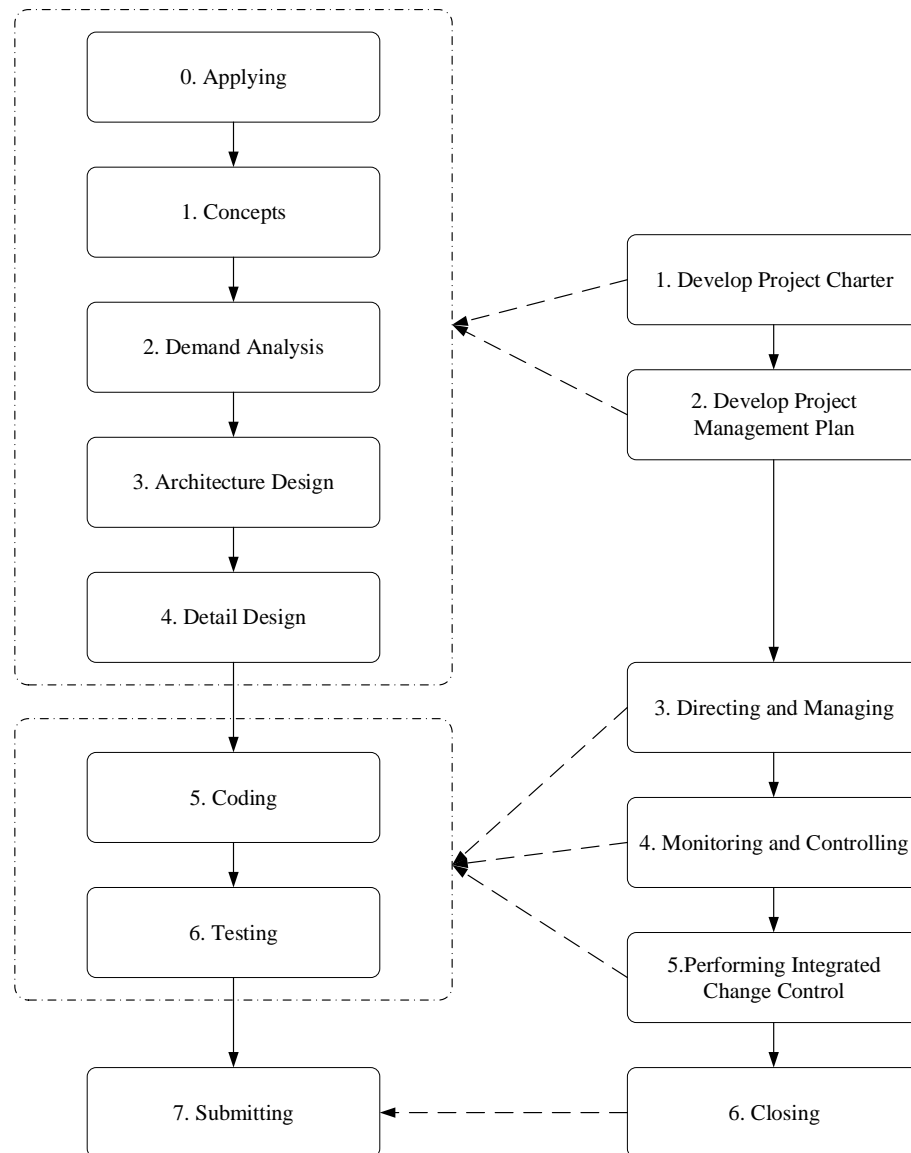 0. Applying
1. Concepts
2. Demand Analysis
3. Architecture Design
4. Detail Design
5. Coding
6. Testing
7. Submitting
1. Develop Project Charter
2. Develop Project
Management Plan
3. Directing and Managing
4. Monitoring and Controlling
5.Performing Integrated
Change Control
6. Closing